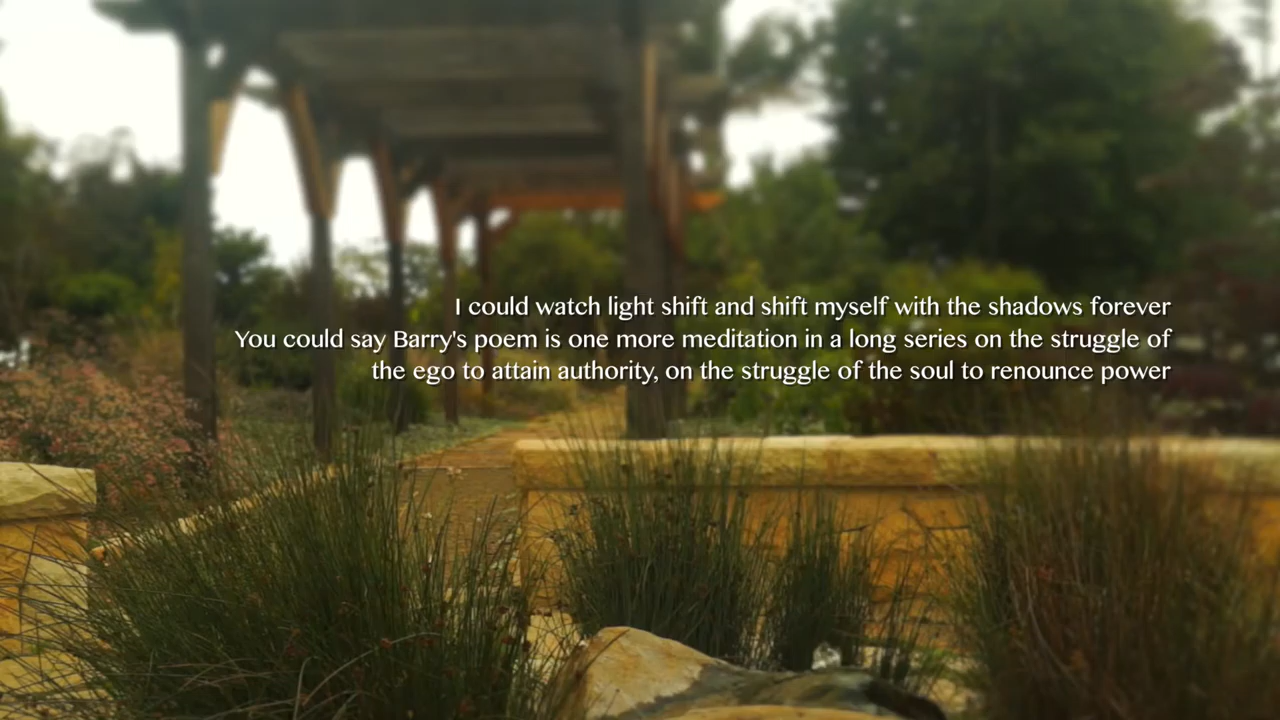 I could watch light shift and shift myself with the shadows forever
You could say Barry's poem is one more meditation in a long series on the struggle of
the ego to attain authority, on the struggle of the soul to renounce power